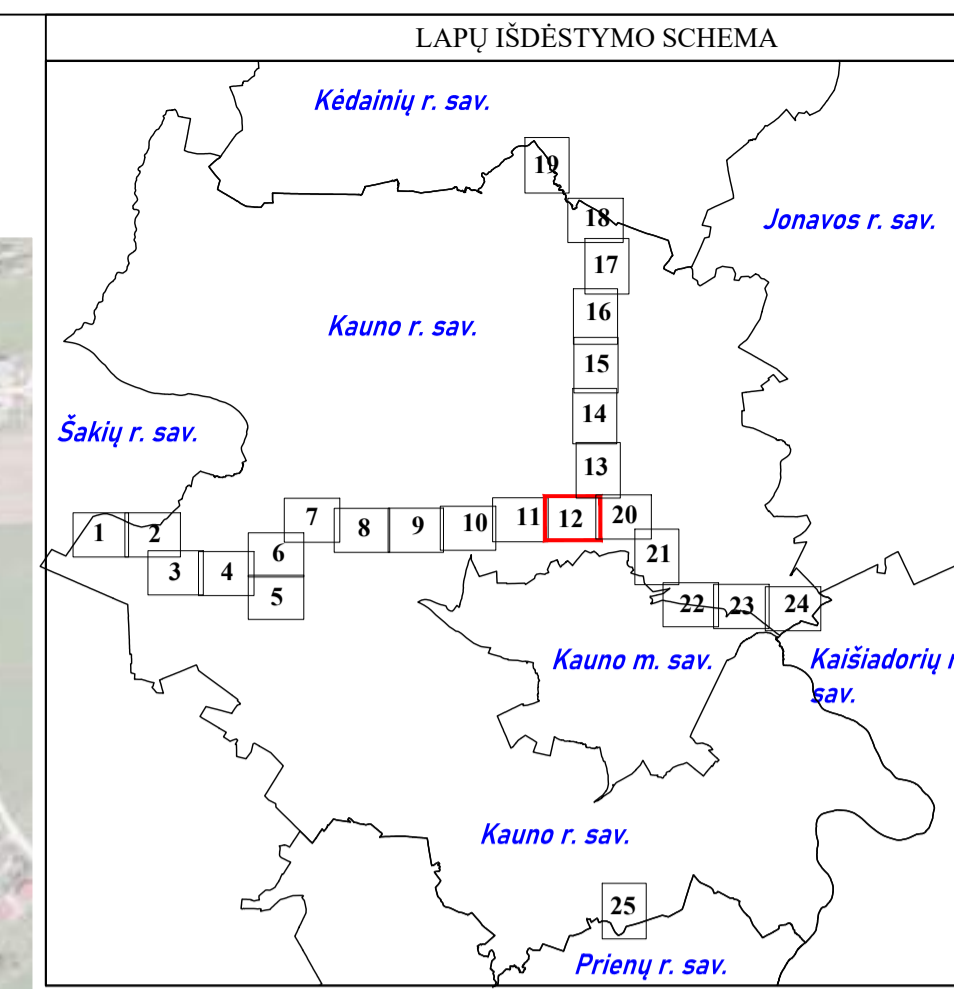 LAPŲ IŠDĖSTYMO SCHEMA
Kėdainių r. sav.
19
18
Jonavos r. sav.
17
16
Kauno r. sav.
15
14
Šakių r. sav.
13
1
2
3
4
5
6
7
8
9
10
11
12
20
21
22
23
24
Kauno m. sav.
Kaišiadorių
sav.
Kauno r. sav.
25
Prienų r. sav.